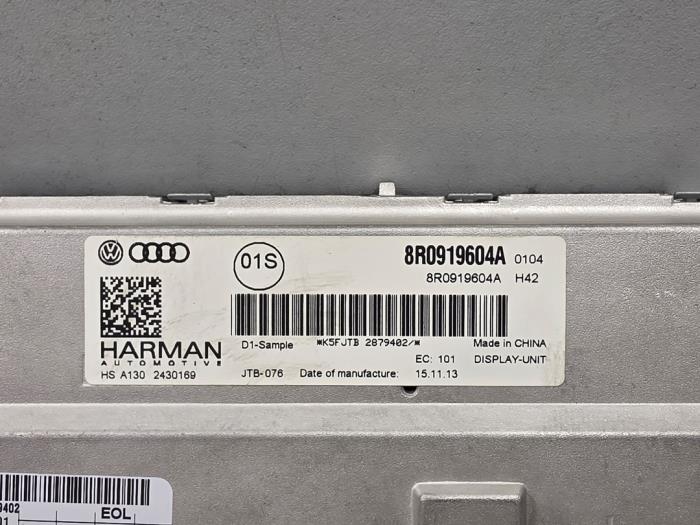 01S
8R0919604A 0104
8R0919604A H42
D1-Sample *K5FJTB 2879402/* Made in CHINA
HARMAN
AUTOMOTIVE
EC: 101 DISPLAY-UNIT
HS A130 2430169 JTB-076 Date of manufacture: 15.11.13
9402
EOL